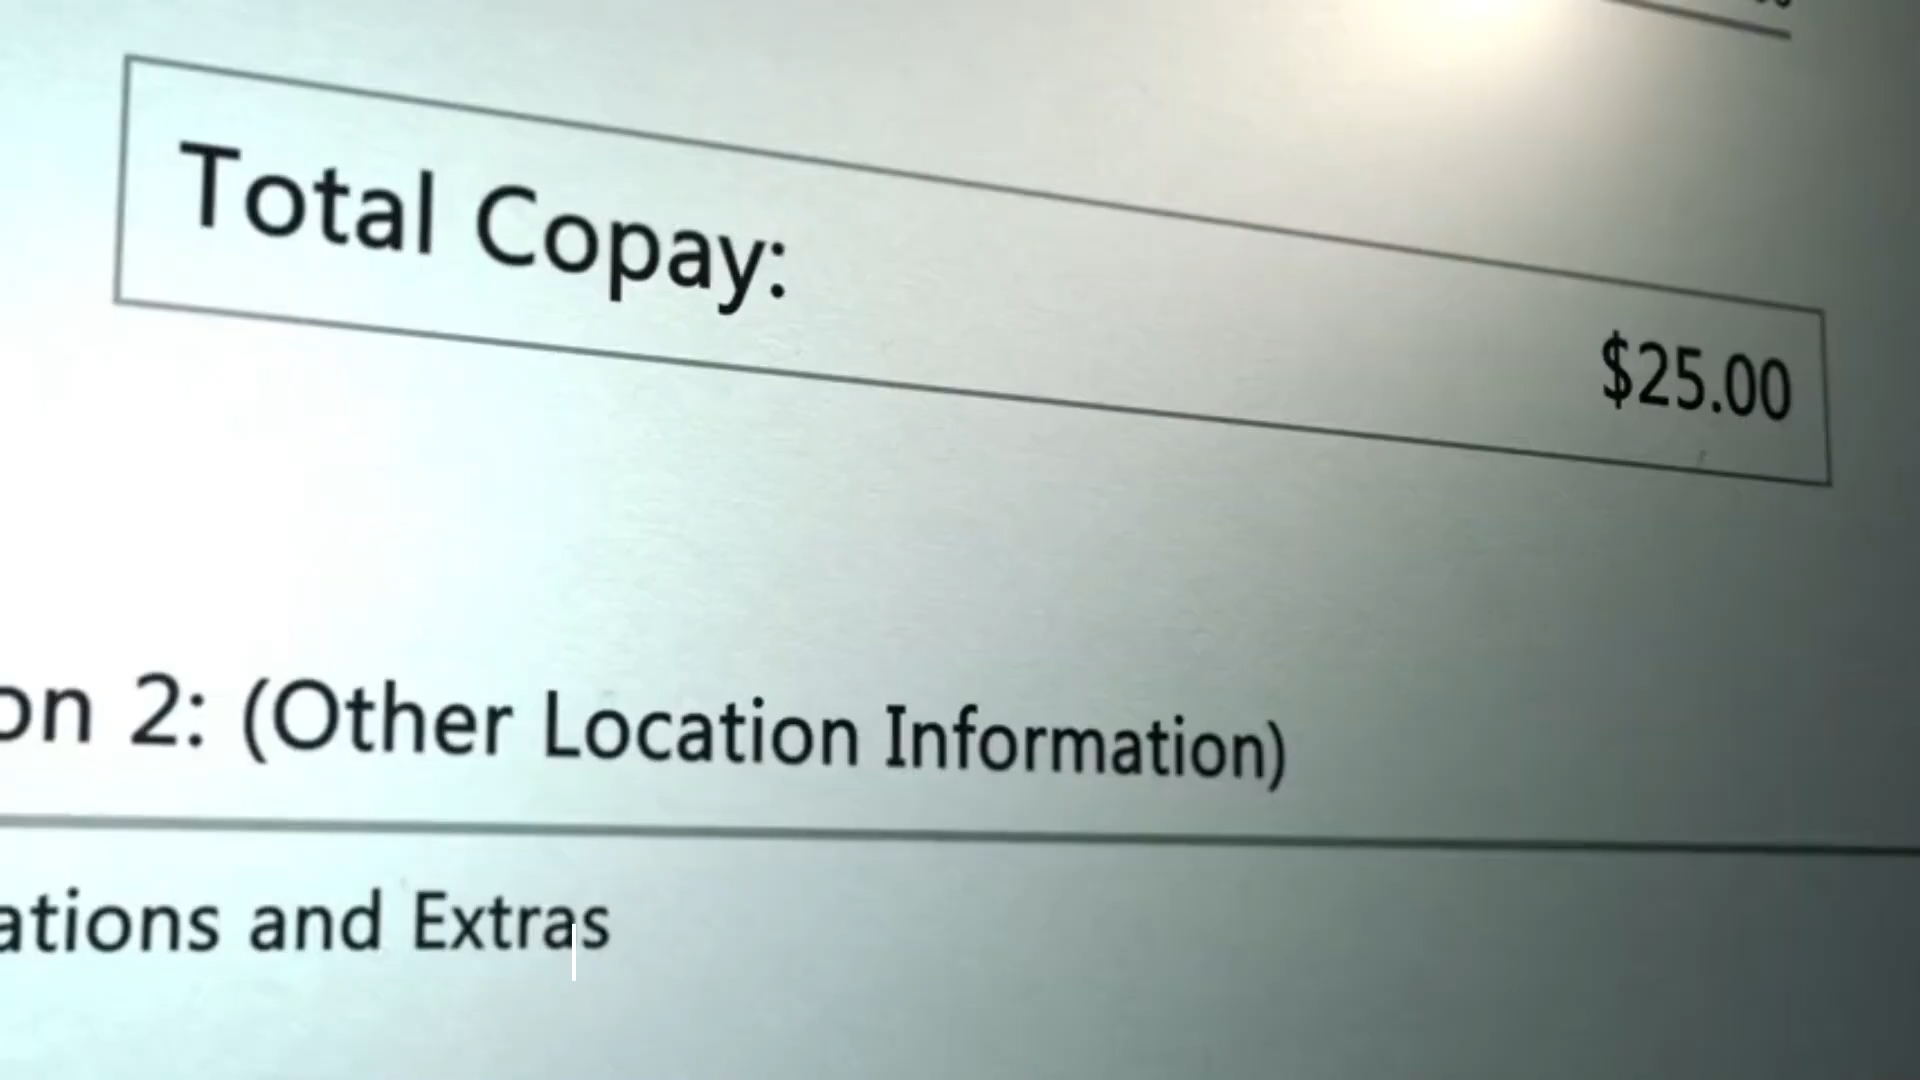 Total Copay:
$25.00
on 2: (Other Location Information)
ations and Extras